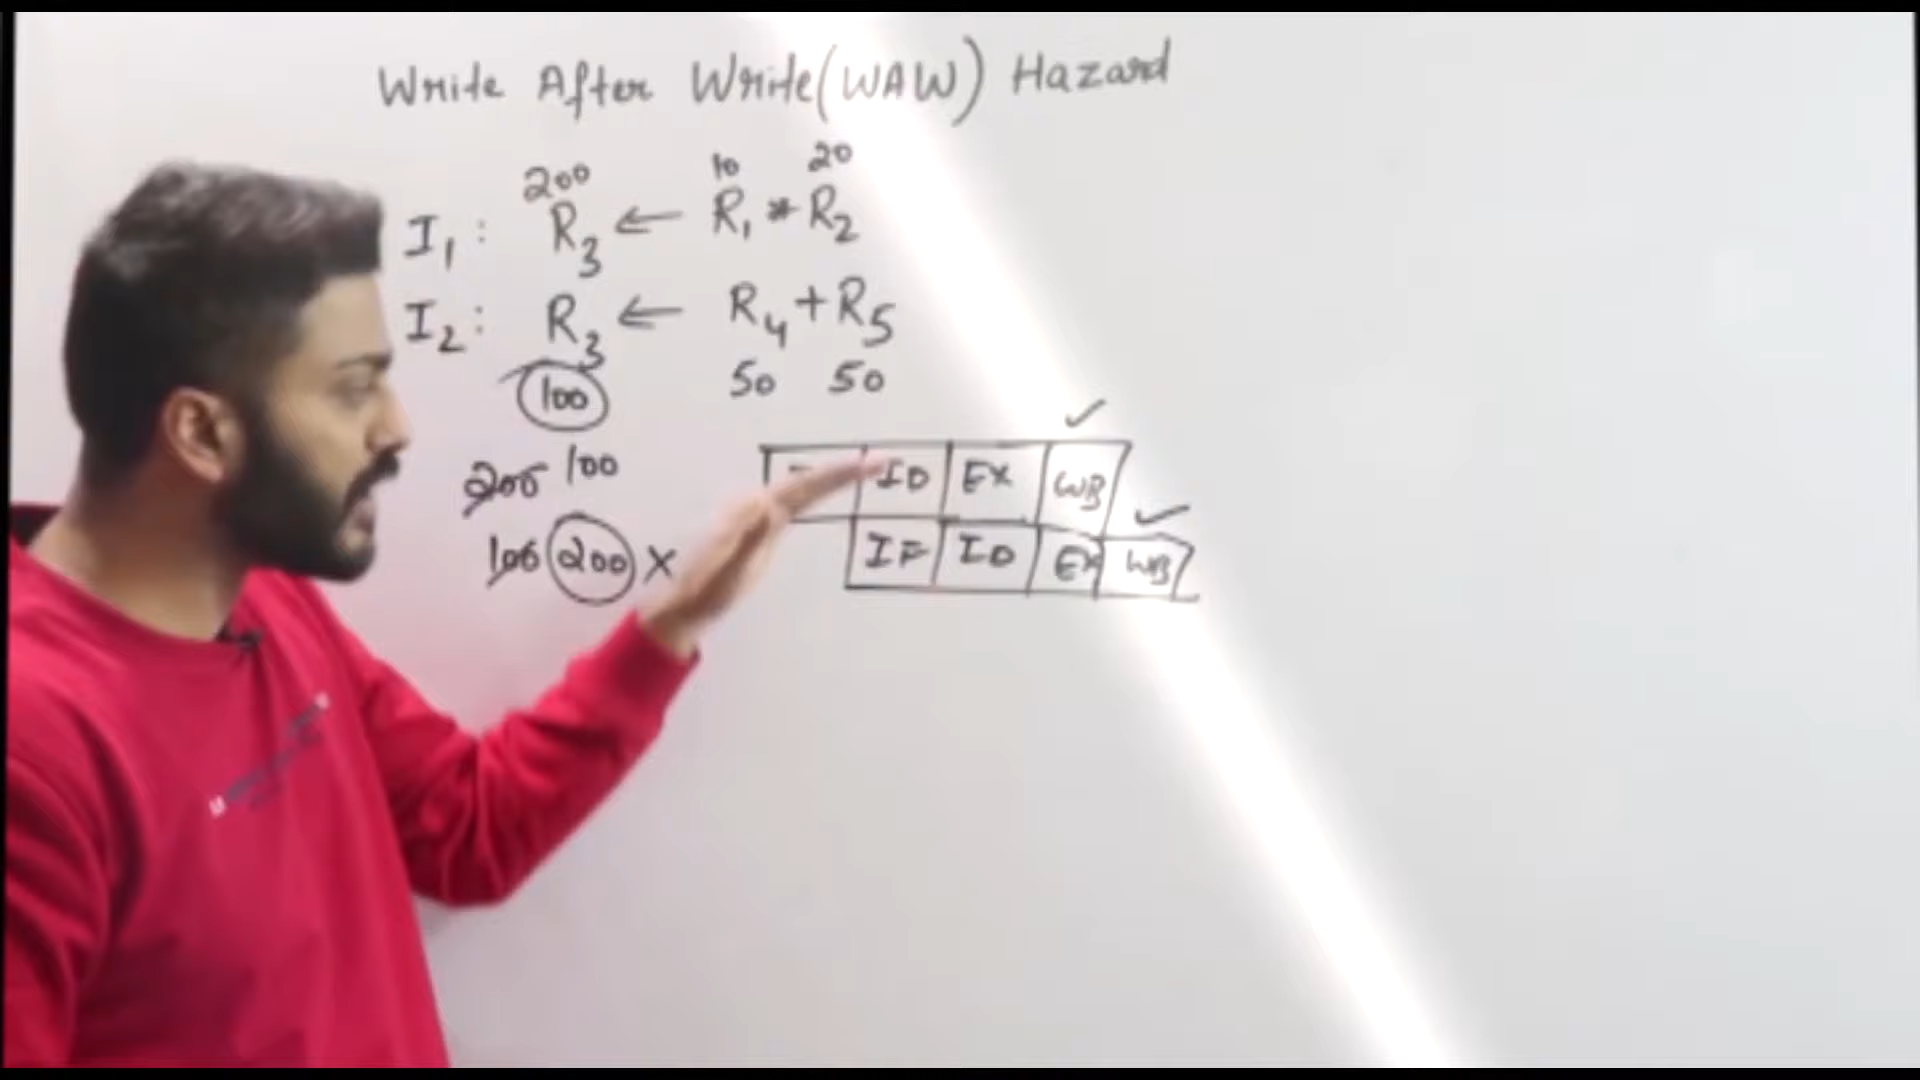 Write After Write (WAW) Hazard
200 10 20
I1: R3 ← R1 * R2
I2: R3 ← R4 + R5
100 50 50
200 100
ID EX WB
100 200 X
IF ID EX WB